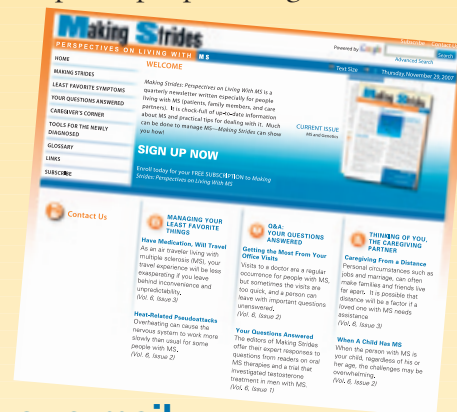 Making Strides
PERSPECTIVES ON LIVING WITH MS
Powered by Google
Subscribe
Search
Advanced Search
Text Size
Thursday, November 29, 2007
HOME
MAKING STRIDES
LEAST FAVORITE SYMPTOMS
YOUR QUESTIONS ANSWERED
CAREGIVER'S CORNER
TOOLS FOR THE NEWLY
DIAGNOSED
GLOSSARY
LINKS
SUBSCRIBE
WELCOME
Making Strides: Perspectives on Living With MS is a
quarterly newsletter written especially for people
living with MS (patients, family members, and care
partners). It is chock-full of up-to-date information
about MS and practical tips for dealing with it. Much
can be done to manage MS—Making Strides can show
you how!
SIGN UP NOW
Enroll today for your FREE SUBSCRIPTION to Making
Strides: Perspectives on Living With MS
CURRENT ISSUE
MS and Genetics
Making Strides
Contact Us
MANAGING YOUR
LEAST FAVORITE
THINGS
Have Medication, Will Travel
As an air traveler living with
multiple sclerosis (MS), your
travel experience will be less
exasperating if you leave
behind inconvenience and
unpredictability.
(Vol. 6, Issue 3)
Heat-Related Pseudoattacks
Overheating can cause the
nervous system to work more
slowly than usual for some
people with MS.
(Vol. 6, Issue 2)
Q&A:
YOUR QUESTIONS
ANSWERED
Getting the Most From Your
Office Visits
Visits to a doctor are a regular
occurrence for people with MS,
but sometimes the visits are
too quick, and a person can
leave with important questions
unanswered.
(Vol. 6, Issue 2)
Your Questions Answered
The editors of Making Strides
offer their expert responses to
questions from readers on oral
MS therapies and a trial that
investigated testosterone
treatment in men with MS.
(Vol. 6, Issue 1)
THINKING OF YOU,
THE CAREGIVING
PARTNER
Caregiving From a Distance
Personal circumstances such as
jobs and marriage, can often
make families and friends live
far apart. It is possible that
distance will be a factor if a
loved one with MS needs
assistance
(Vol. 6, Issue 3)
When A Child Has MS
When the person with MS is
your child, regardless of his or
her age, the challenges may be
overwhelming.
(Vol. 6, Issue 2)